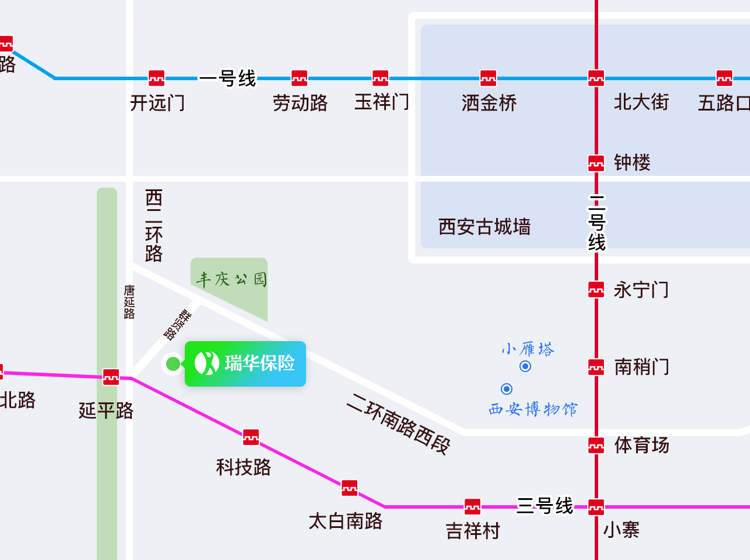 路
一号线
开远门
劳动路
玉祥门
洒金桥
北大街
五路口
钟楼
西二环路
二号线
西安古城墙
丰庆公园
唐延路
永宁门
瑞华保险
小雁塔
南稍门
北路
延平路
二环南路西段
西安博物馆
体育场
科技路
太白南路
吉祥村
三号线
小寨